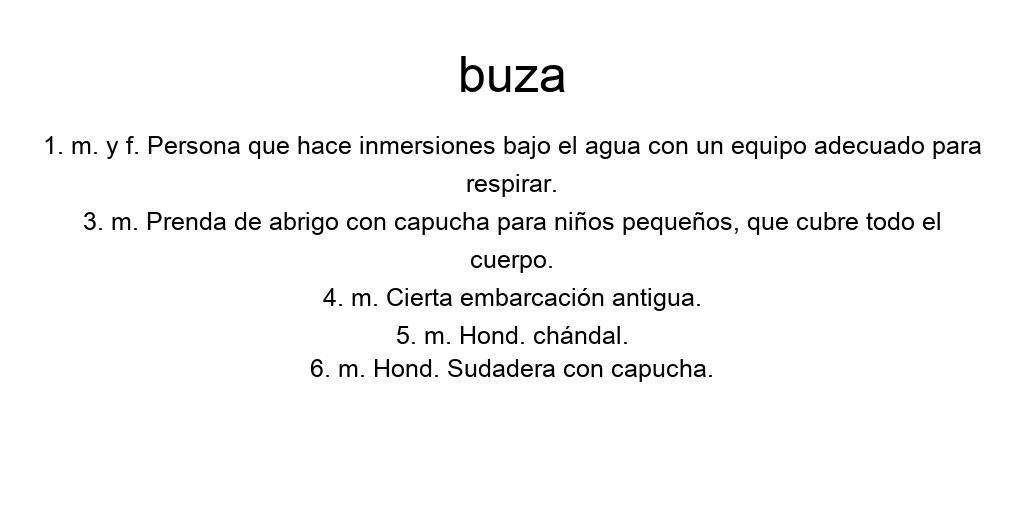 buza
1. m. y f. Persona que hace inmersiones bajo el agua con un equipo adecuado para
respirar.
3. m. Prenda de abrigo con capucha para niños pequeños, que cubre todo el
cuerpo.
4. m. Cierta embarcación antigua.
5. m. Hond. chándal.
6. m. Hond. Sudadera con capucha.